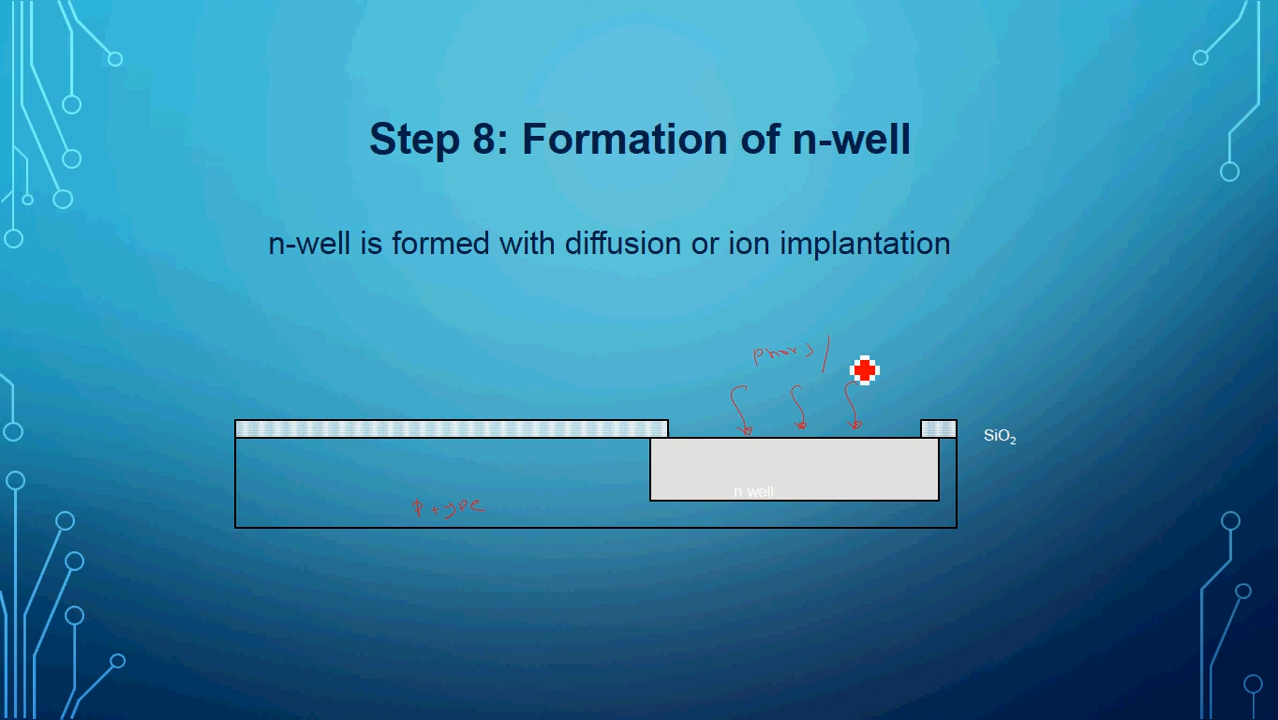 Step 8: Formation of n-well
n-well is formed with diffusion or ion implantation
SiO2
n well
p type